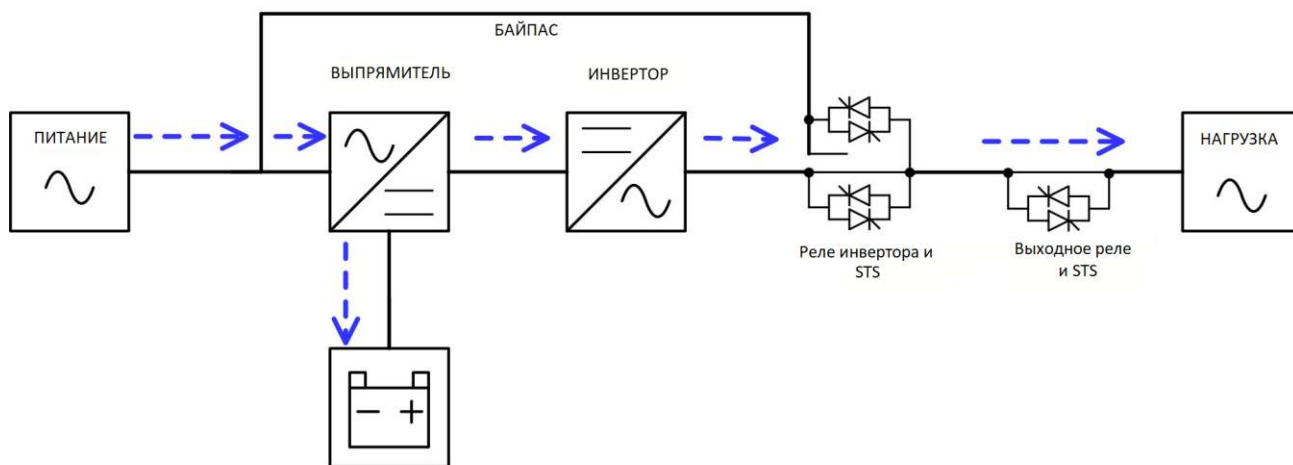 БАЙПАС
ВЫПРЯМИТЕЛЬ
ИНВЕРТОР
ПИТАНИЕ
НАГРУЗКА
Реле инвертора и
STS
Выходное реле
и STS